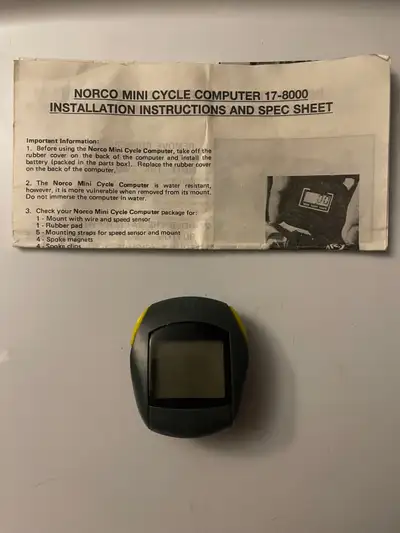 NORCO MINI CYCLE COMPUTER 17-8000
INSTALLATION INSTRUCTIONS AND SPEC SHEET
Important Information:
1. Before using the Norco Mini Cycle Computer, take off the
rubber cover on the back of the computer and install the
battery (packed in the parts box). Replace the rubber cover
on the back of the computer.
2. The Norco Mini Cycle Computer is water resistant,
however, it is more vulnerable when removed from its mount.
Do not immerse the computer in water.
3. Check your Norco Mini Cycle Computer package for:
1 - Mount with wire and speed sensor
1 - Rubber pad
5 - Mounting straps for speed sensor and mount
4 - Spoke magnets
4 - Spoke clips